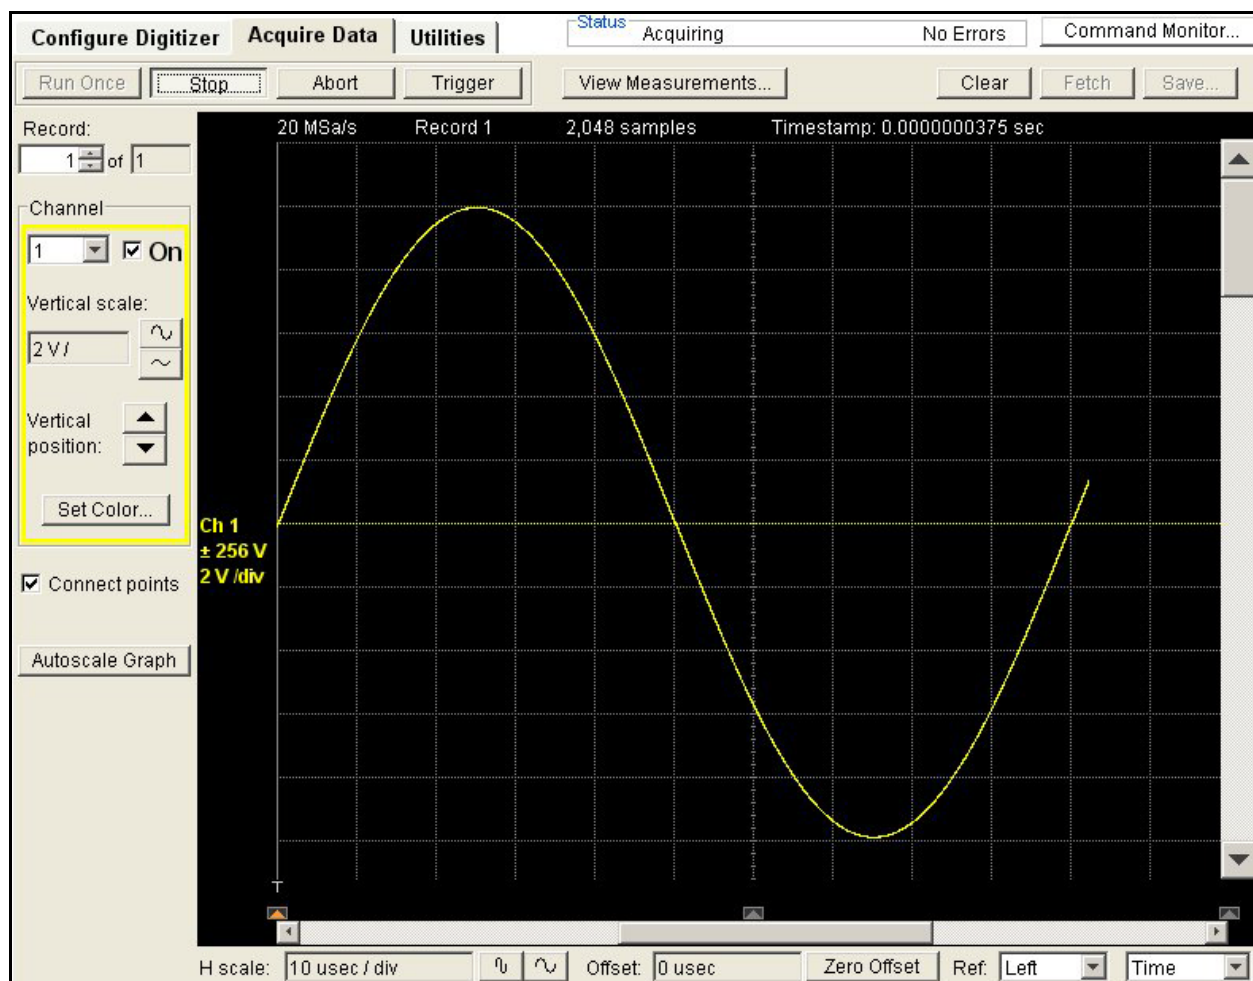 Configure Digitizer Acquire Data Utilities Status Acquiring No Errors Command Monitor...
Run Once Stop Abort Trigger View Measurements... Clear Fetch Save...
Record:
1 of 1
20 MSa/s Record 1 2,048 samples Timestamp: 0.0000000375 sec
Channel
1 On
Vertical scale:
2 V /
Vertical
position:
Set Color...
Ch 1
± 256 V
2 V /div
Connect points
Autoscale Graph
T
H scale: 10 usec / div Offset: 0 usec Zero Offset Ref: Left Time